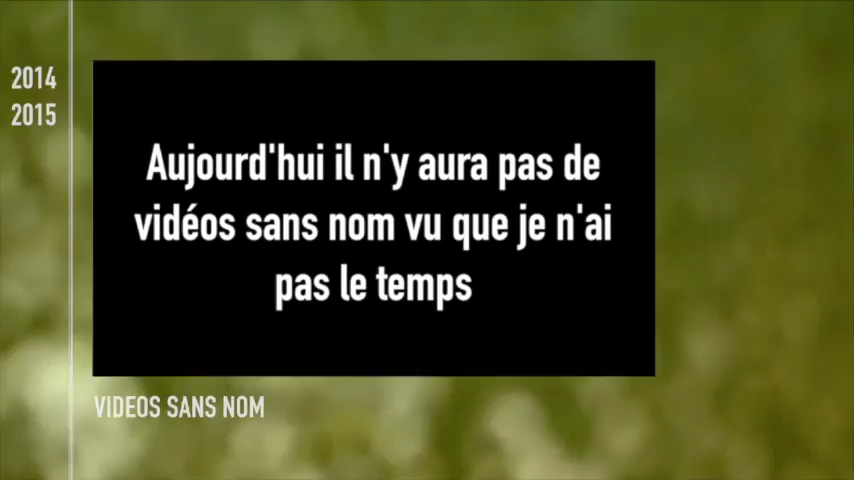 2014
2015
Aujourd'hui il n'y aura pas de
vidéos sans nom vu que je n'ai
pas le temps
VIDEOS SANS NOM